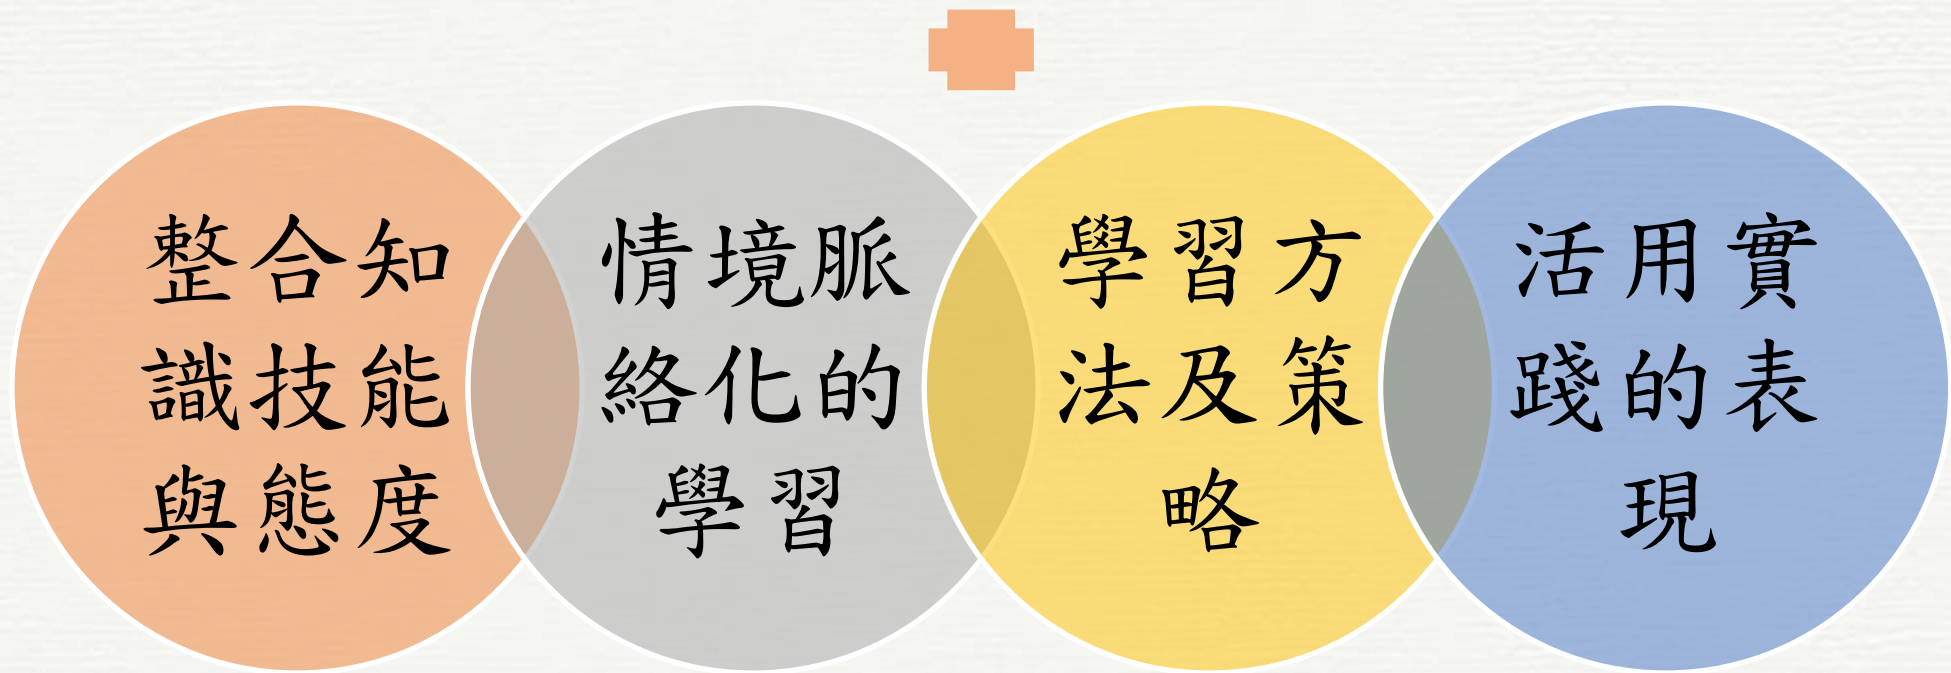 整合知
識技能
與態度
情境脈
絡化的
學習
學習方
法及策
略
活用實
踐的表
現